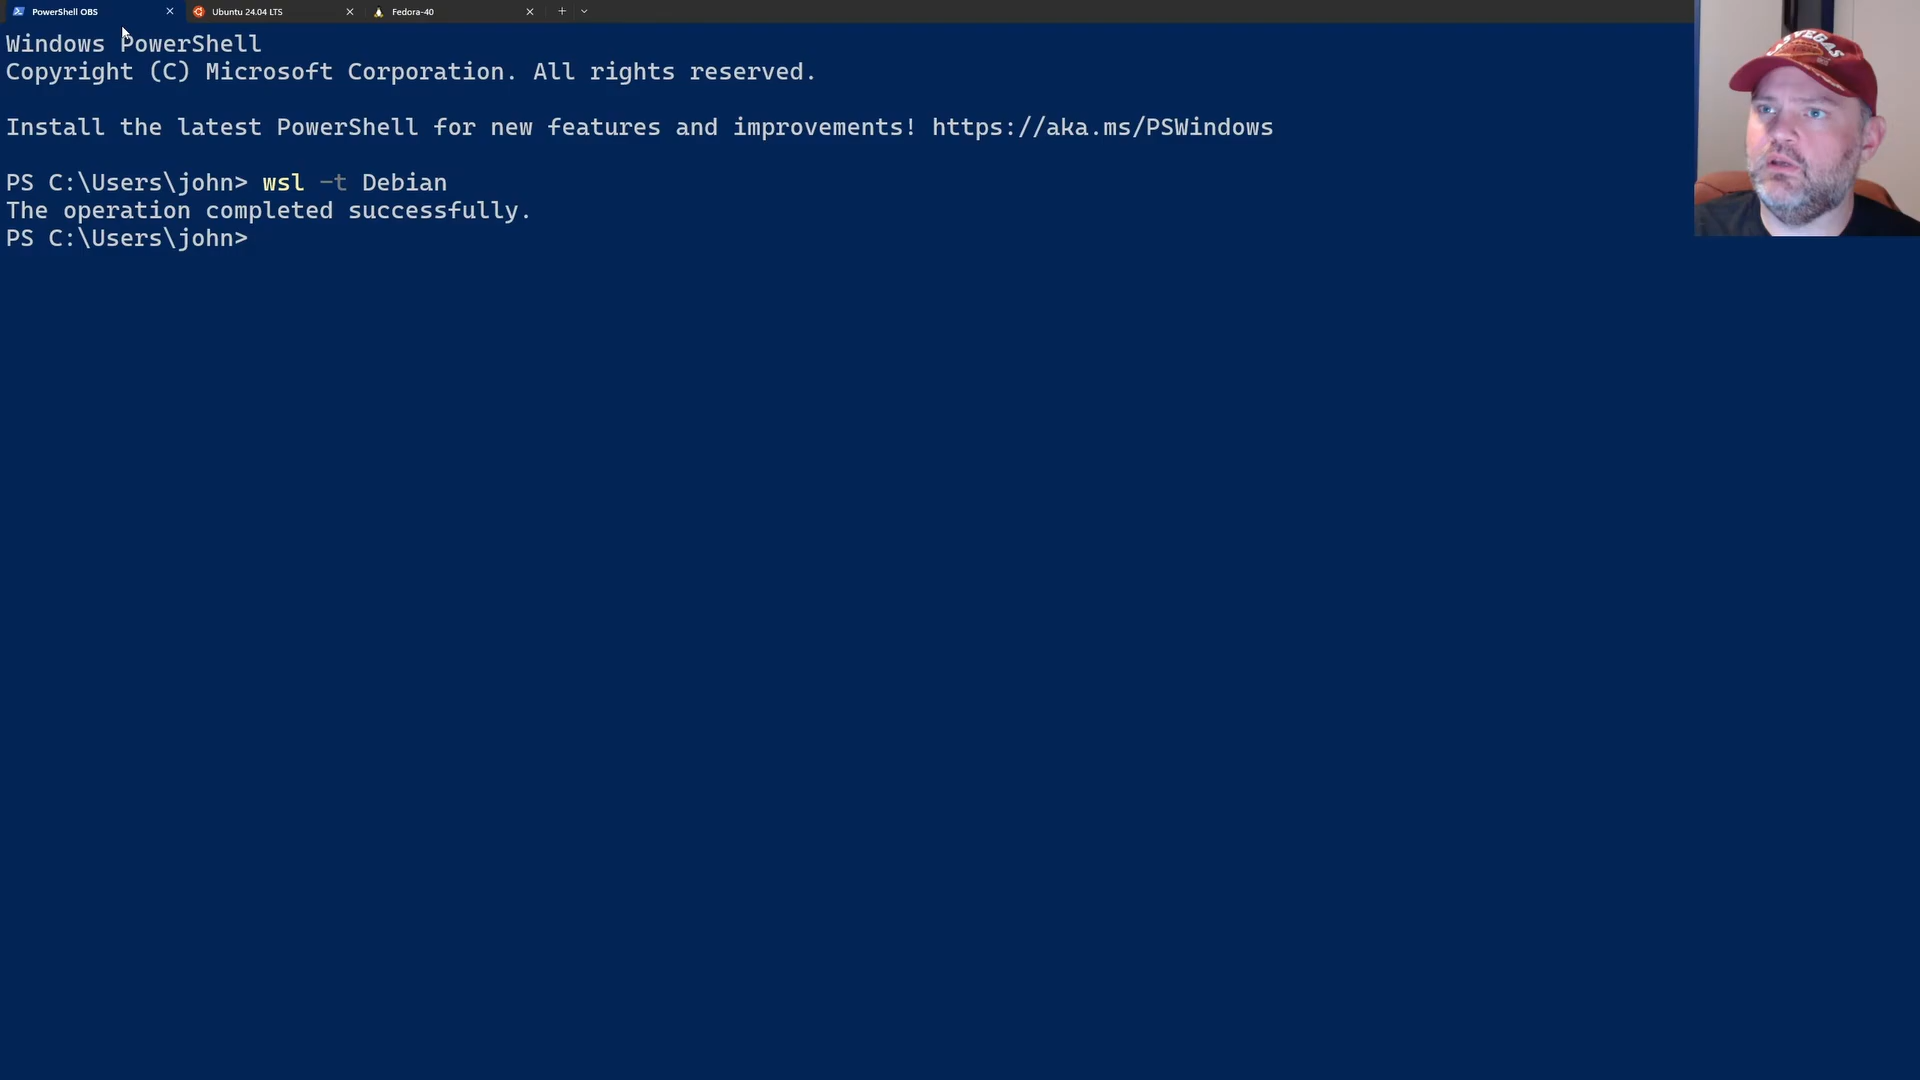 PowerShell OBS
Ubuntu 24.04 LTS
Fedora-40
Windows PowerShell
Copyright (C) Microsoft Corporation. All rights reserved.
Install the latest PowerShell for new features and improvements! https://aka.ms/PSWindows
PS C:\Users\john> wsl -t Debian
The operation completed successfully.
PS C:\Users\john>
VEGAS